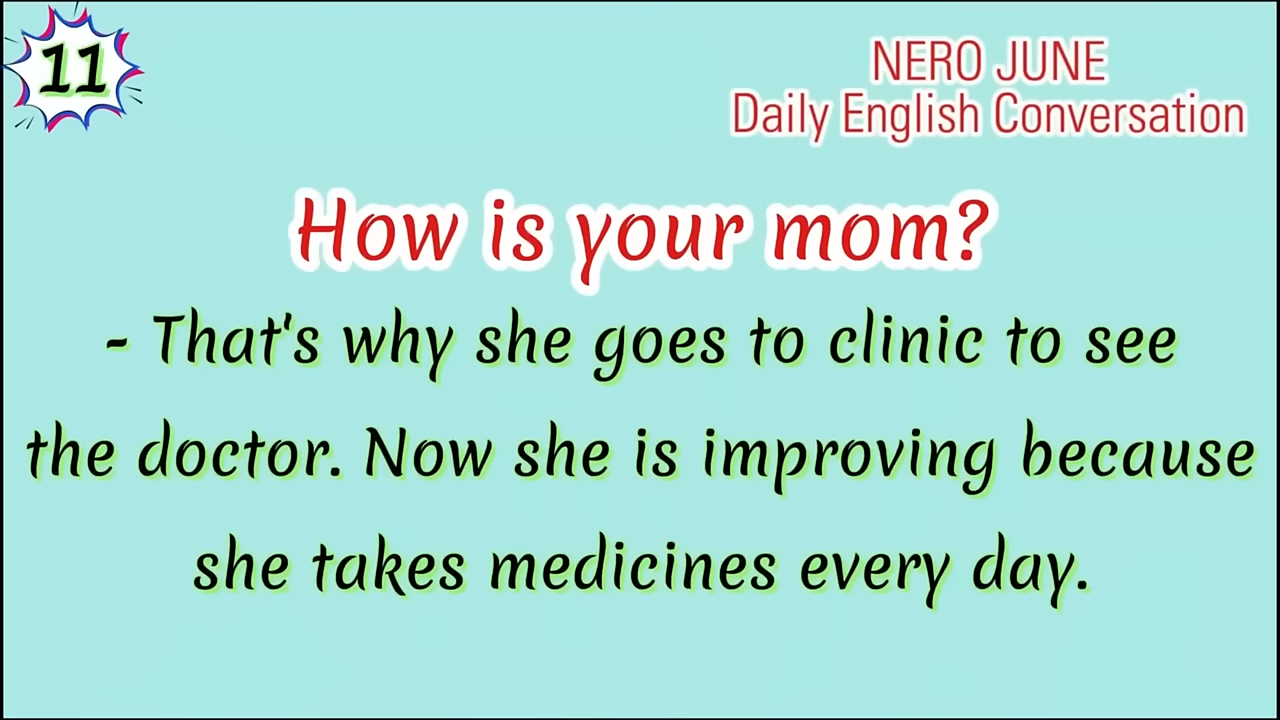 11
NERO JUNE
Daily English Conversation
How is your mom?
- That's why she goes to clinic to see
the doctor. Now she is improving because
she takes medicines every day.